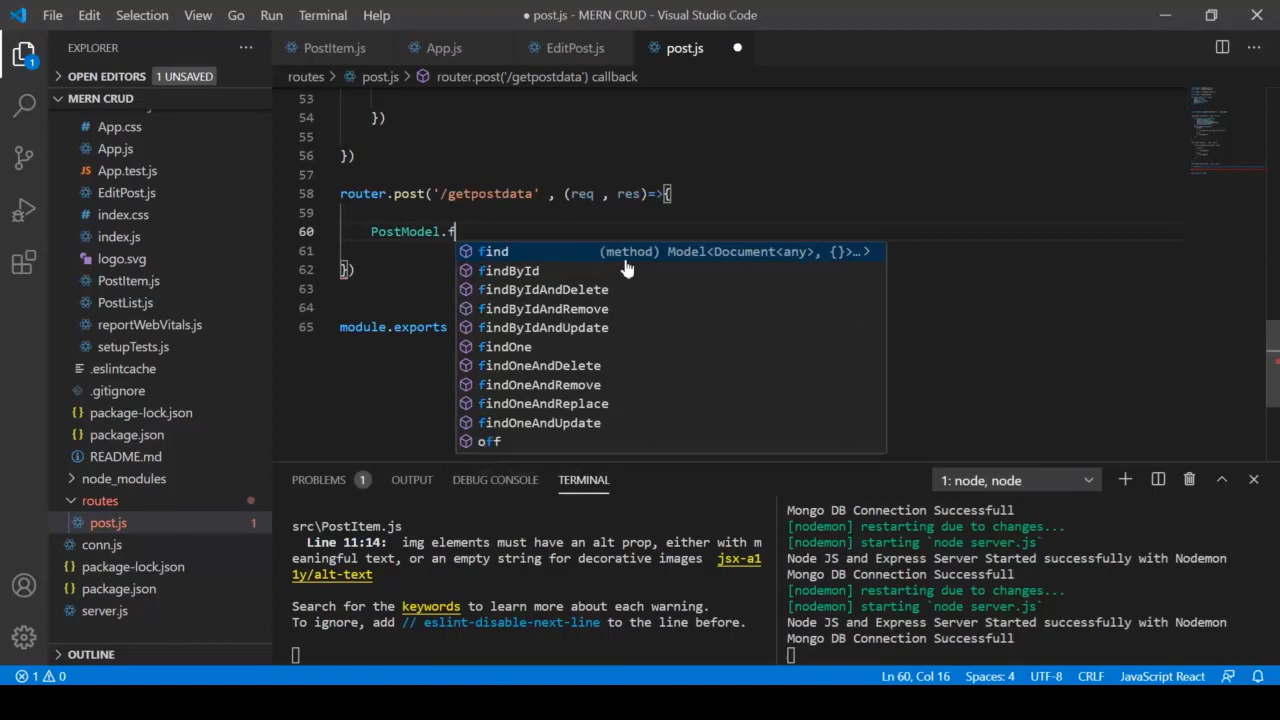 File Edit Selection View Go Run Terminal Help
● post.js - MERN CRUD - Visual Studio Code
EXPLORER
PostItem.js App.js EditPost.js post.js
OPEN EDITORS 1 UNSAVED
routes > post.js > router.post('/getpostdata') callback
MERN CRUD
App.css
App.js
JS App.test.js
EditPost.js
index.css
index.js
logo.svg
PostItem.js
PostList.js
reportWebVitals.js
setupTests.js
.eslintcache
.gitignore
package-lock.json
package.json
README.md
node_modules
routes
post.js 1
conn.js
package-lock.json
package.json
server.js
OUTLINE
53
54 })
55
56 })
57
58 router.post('/getpostdata' , (req , res)=>{
59
60 PostModel.f
61
62 })
63
64
65 module.exports
find (method) Model<Document<any>, {}>…>
findById
findByIdAndDelete
findByIdAndRemove
findByIdAndUpdate
findOne
findOneAndDelete
findOneAndRemove
findOneAndReplace
findOneAndUpdate
off
PROBLEMS 1 OUTPUT DEBUG CONSOLE TERMINAL
1: node, node
src\PostItem.js
Line 11:14: img elements must have an alt prop, either with m
eaningful text, or an empty string for decorative images jsx-a1
1y/alt-text
Search for the keywords to learn more about each warning.
To ignore, add // eslint-disable-next-line to the line before.
Mongo DB Connection Successfull
[nodemon] restarting due to changes...
[nodemon] starting `node server.js`
Node JS and Express Server Started successfully with Nodemon
Mongo DB Connection Successfull
[nodemon] restarting due to changes...
[nodemon] starting `node server.js`
Node JS and Express Server Started successfully with Nodemon
Mongo DB Connection Successfull
1 0
Ln 60, Col 16 Spaces: 4 UTF-8 CRLF JavaScript React
1